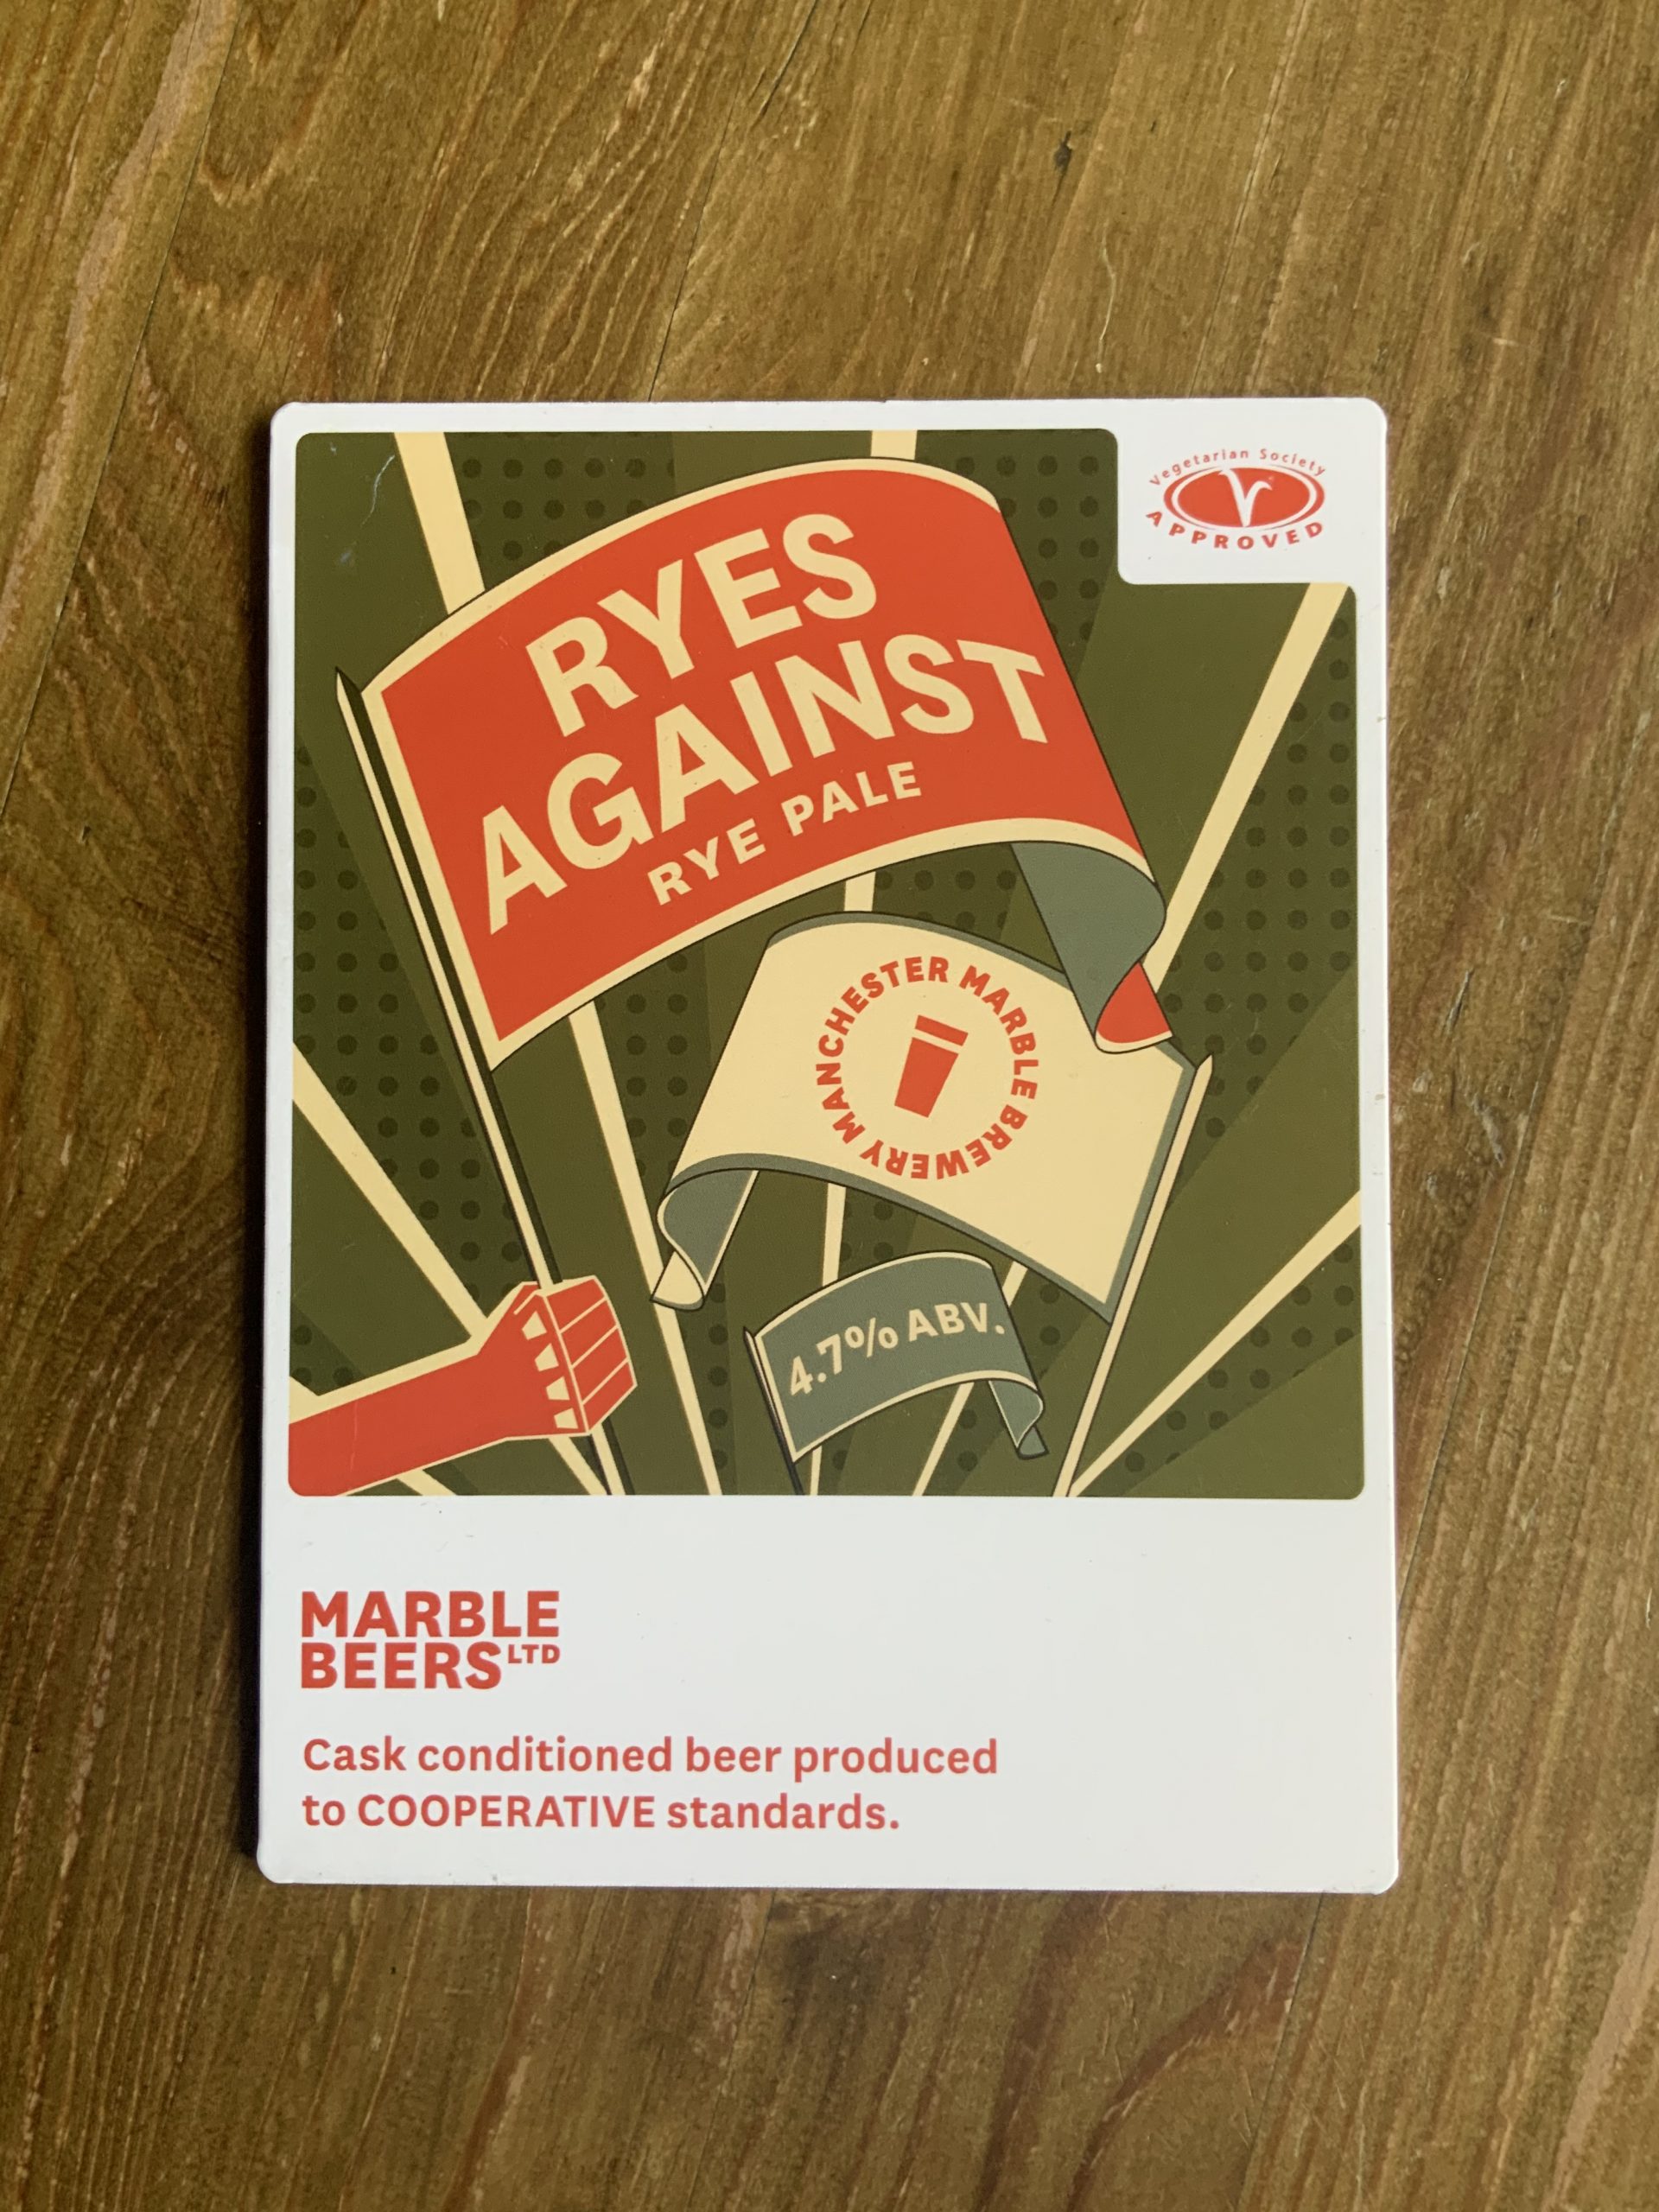 Vegetarian Society
APPROVED
RYES
AGAINST
RYE PALE
MANCHESTER MARBLE BREWERY
4.7% ABV.
MARBLE
BEERS LTD
Cask conditioned beer produced
to COOPERATIVE standards.